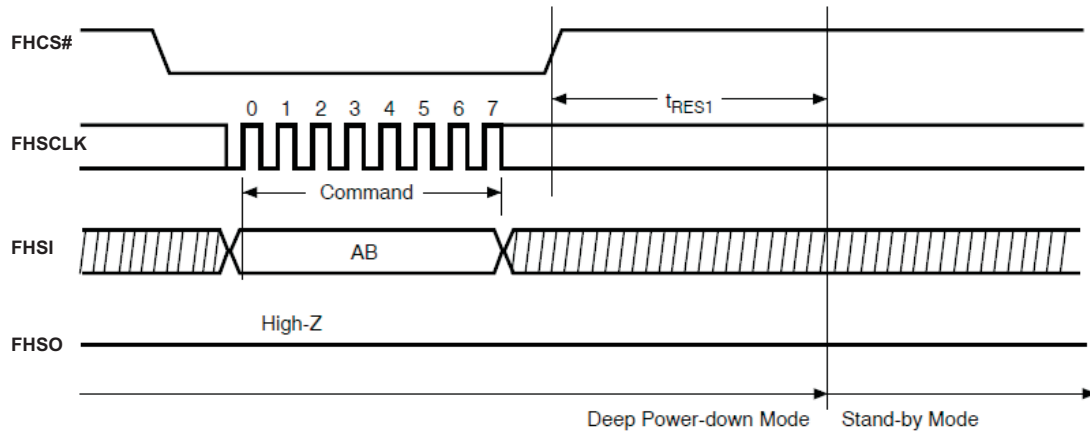 FHCS#
tRES1
0 1 2 3 4 5 6 7
FHSCLK
Command
FHSI
AB
High-Z
FHSO
Deep Power-down Mode
Stand-by Mode